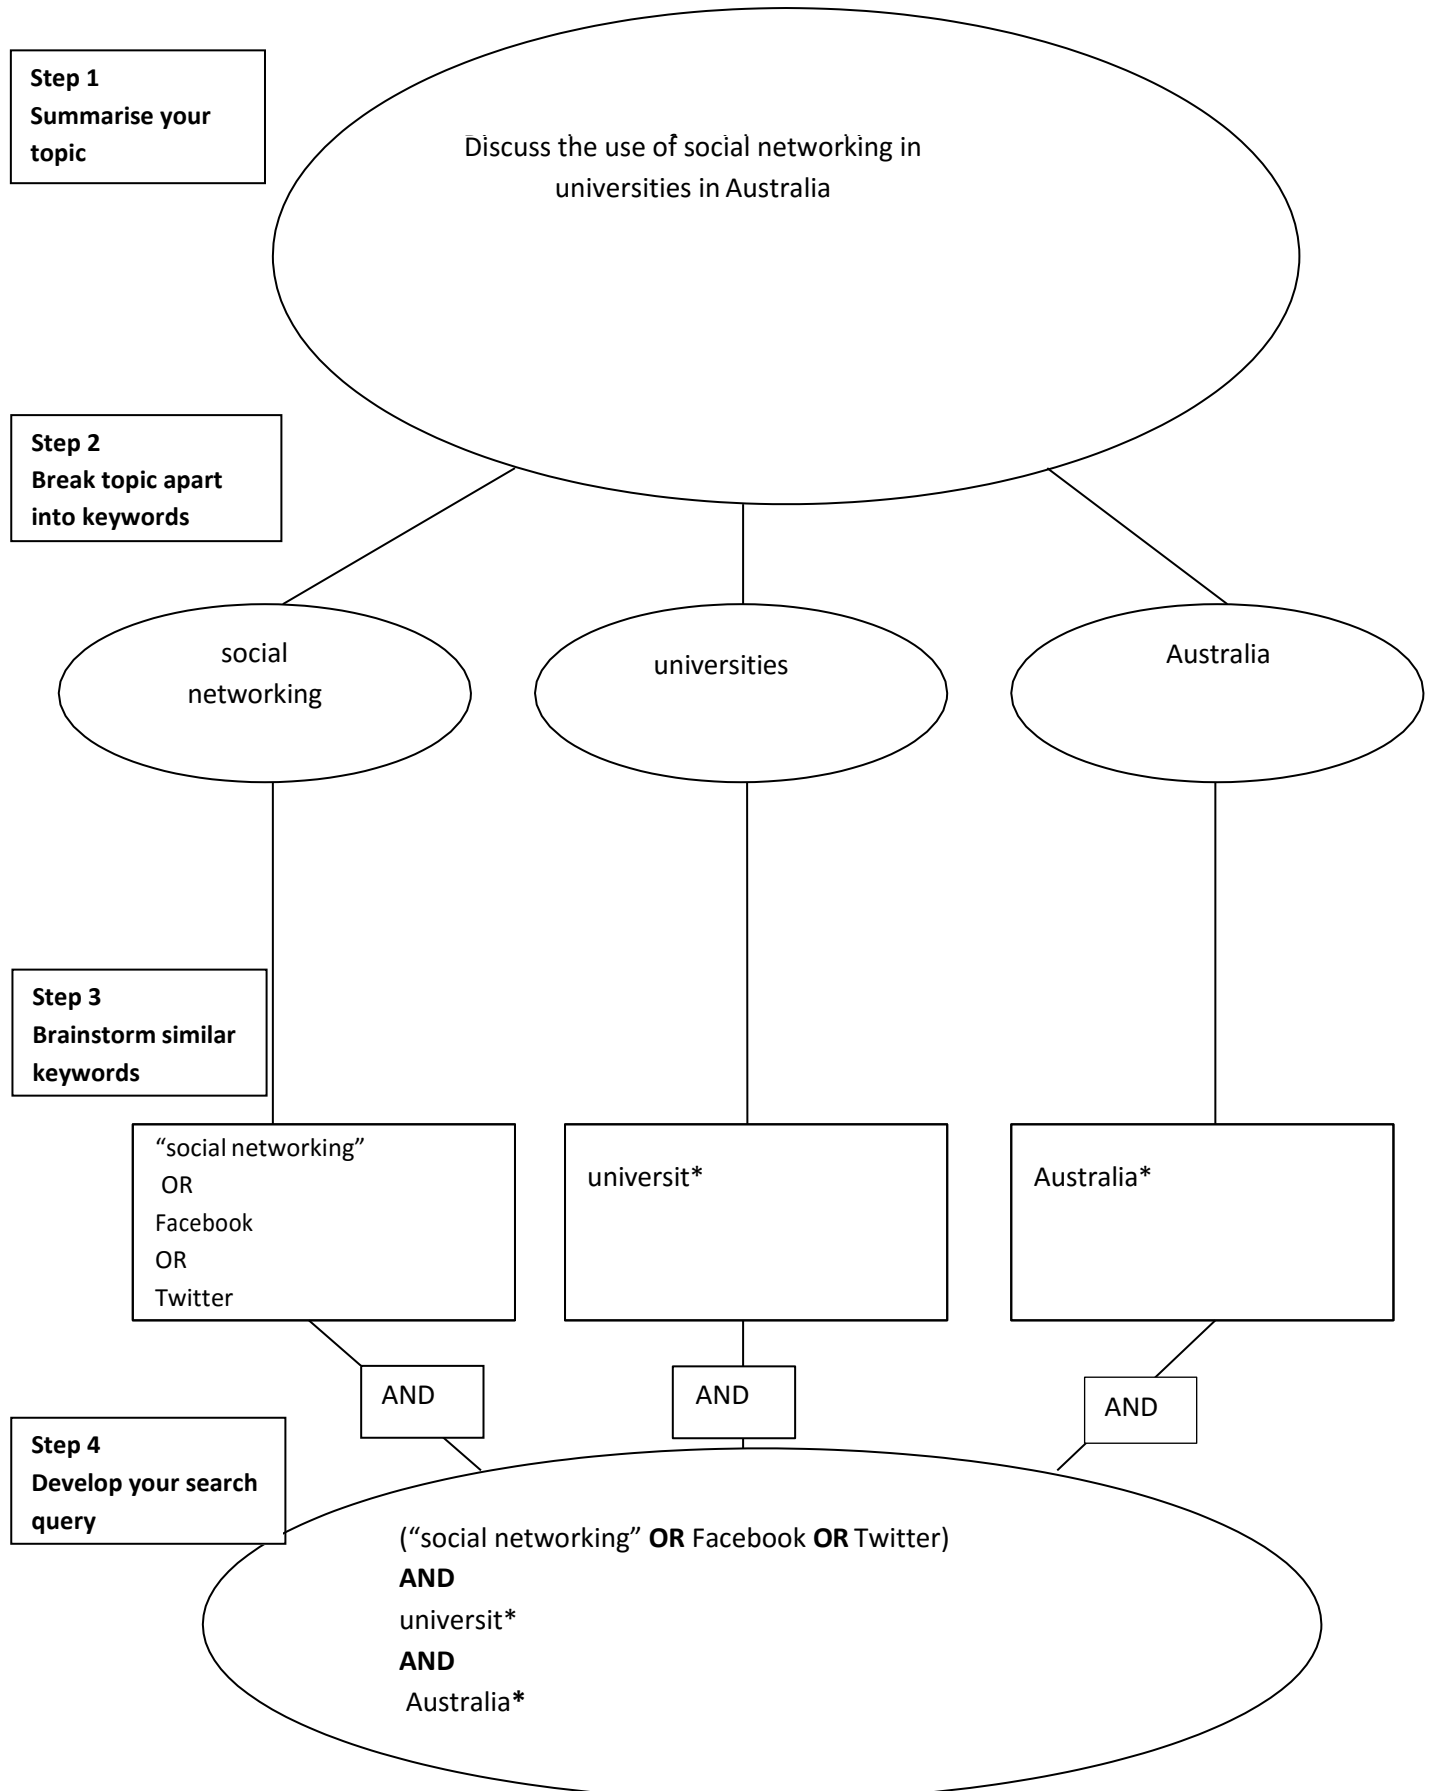 Step 1
Summarise your
topic
Discuss the use of social networking in
universities in Australia
Step 2
Break topic apart
into keywords
social
networking
universities
Australia
Step 3
Brainstorm similar
keywords
“social networking”
OR
Facebook
OR
Twitter
universit*
Australia*
AND
AND
AND
Step 4
Develop your search
query
(“social networking” OR Facebook OR Twitter)
AND
universit*
AND
Australia*